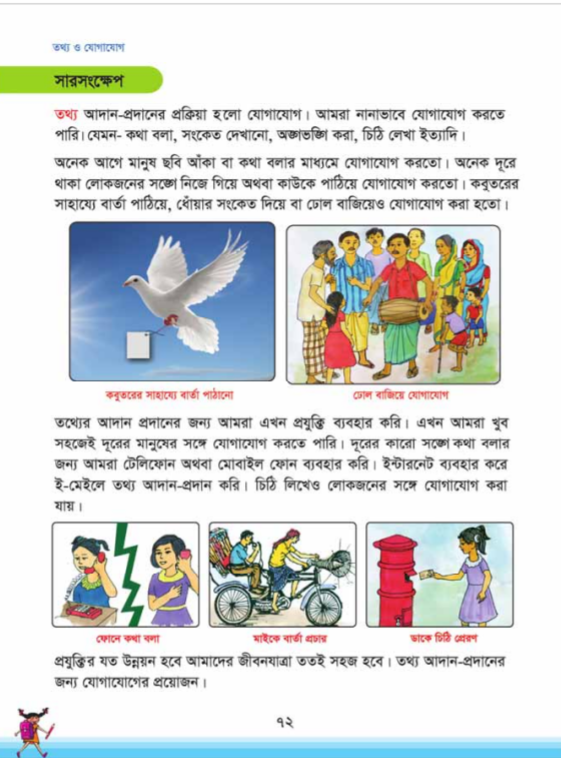 তথ্য ও যোগাযোগ
সারসংক্ষেপ
তথ্য আদান-প্রদানের প্রক্রিয়া হলো যোগাযোগ। আমরা নানাভাবে যোগাযোগ করতে
পারি। যেমন- কথা বলা, সংকেত দেখানো, অঙ্গভঙ্গি করা, চিঠি লেখা ইত্যাদি।
অনেক আগে মানুষ ছবি আঁকা বা কথা বলার মাধ্যমে যোগাযোগ করতো। অনেক দূরে
থাকা লোকজনের সঙ্গে নিজে গিয়ে অথবা কাউকে পাঠিয়ে যোগাযোগ করতো। কবুতরের
সাহায্যে বার্তা পাঠিয়ে, ধোঁয়ার সংকেত দিয়ে বা ঢোল বাজিয়েও যোগাযোগ করা হতো।
কবুতরের সাহায্যে বার্তা পাঠানো
ঢোল বাজিয়ে যোগাযোগ
তথ্যের আদান প্রদানের জন্য আমরা এখন প্রযুক্তি ব্যবহার করি। এখন আমরা খুব
সহজেই দূরের মানুষের সঙ্গে যোগাযোগ করতে পারি। দূরের কারো সঙ্গে কথা বলার
জন্য আমরা টেলিফোন অথবা মোবাইল ফোন ব্যবহার করি। ইন্টারনেট ব্যবহার করে
ই-মেইলে তথ্য আদান-প্রদান করি। চিঠি লিখেও লোকজনের সঙ্গে যোগাযোগ করা
যায়।
ফোনে কথা বলা
মাইকে বার্তা প্রচার
ডাকে চিঠি প্রেরণ
প্রযুক্তির যত উন্নয়ন হবে আমাদের জীবনযাত্রা ততই সহজ হবে। তথ্য আদান-প্রদানের
জন্য যোগাযোগের প্রয়োজন।
৭২